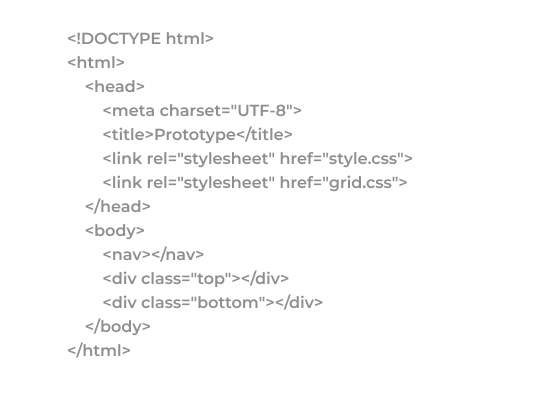 <!DOCTYPE html>
<html>
<head>
<meta charset="UTF-8">
<title>Prototype</title>
<link rel="stylesheet" href="style.css">
<link rel="stylesheet" href="grid.css">
</head>
<body>
<nav></nav>
<div class="top"></div>
<div class="bottom"></div>
</body>
</html>